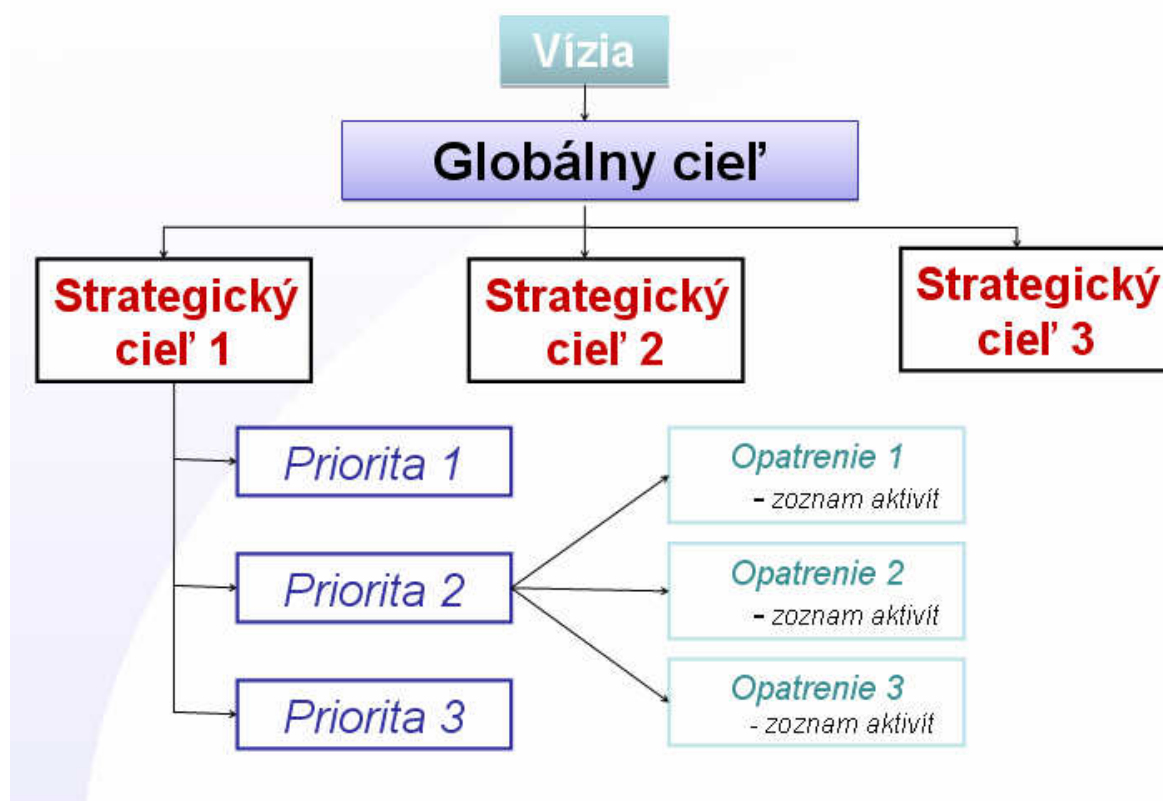 Vízia
Globálny cieľ
Strategický
cieľ 1
Strategický
cieľ 2
Strategický
cieľ 3
Priorita 1
Priorita 2
Priorita 3
Opatrenie 1
- zoznam aktivít
Opatrenie 2
- zoznam aktivít
Opatrenie 3
- zoznam aktivít